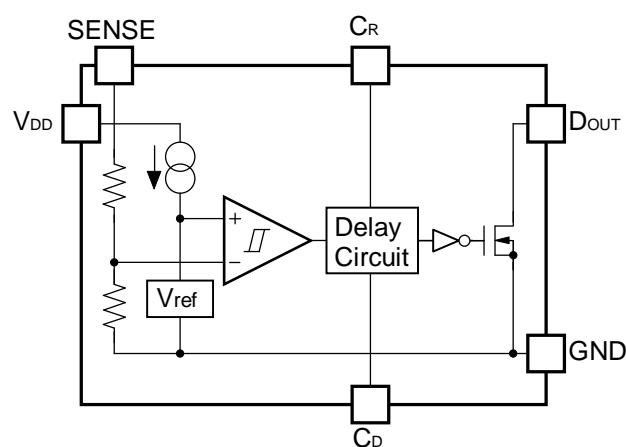 SENSE
CR
VDD
DOUT
+
−
Delay
Circuit
Vref
GND
CD